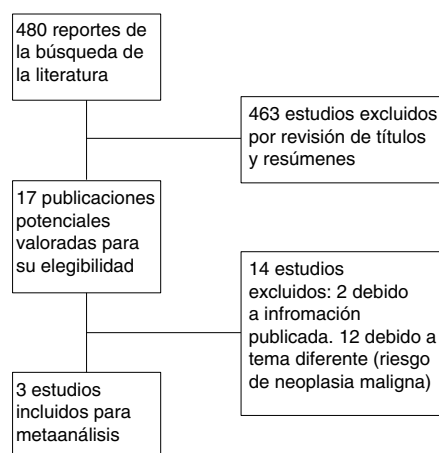 480 reportes de
la búsqueda de
la literatura
463 estudios excluidos
por revisión de títulos
y resúmenes
17 publicaciones
potenciales
valoradas para
su elegibilidad
14 estudios
excluidos: 2 debido
a infromación
publicada. 12 debido a
tema diferente (riesgo
de neoplasia maligna)
3 estudios
incluidos para
metaanálisis